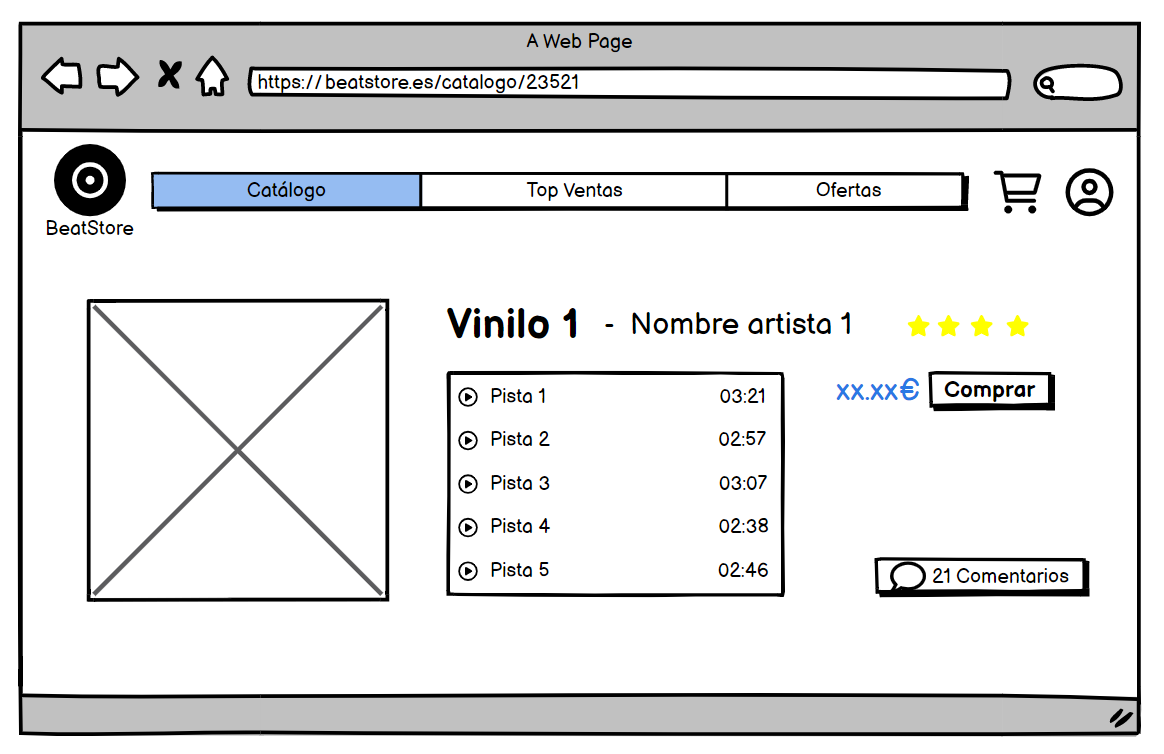 A Web Page
https://beatstore.es/catalogo/23521
BeatStore
Catálogo
Top Ventas
Ofertas
Vinilo 1 - Nombre artista 1
Pista 1 03:21
Pista 2 02:57
Pista 3 03:07
Pista 4 02:38
Pista 5 02:46
xx.xx€
Comprar
21 Comentarios